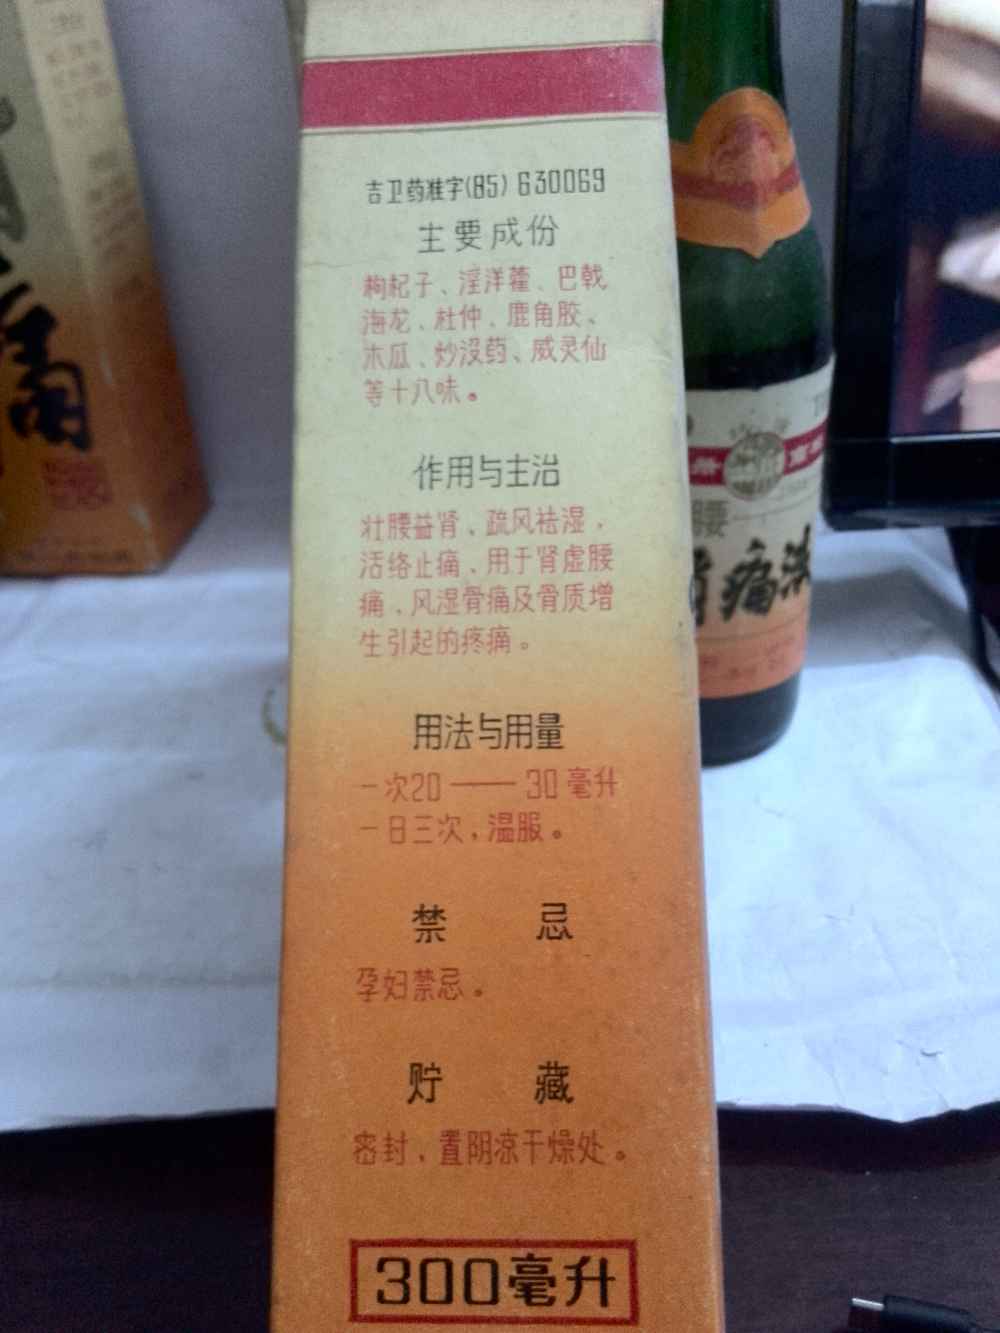 吉卫药准字(85)630069
主要成份
枸杞子、淫洋藿、巴戟
海龙、杜仲、鹿角胶、
木瓜、炒没药、威灵仙
等十八味。
作用与主治
壮腰益肾、疏风祛湿，
活络止痛、用于肾虚腰
痛、风湿骨痛及骨质增
生引起的疼痛。
用法与用量
一次20——30毫升
一日三次，温服。
禁 忌
孕妇禁忌。
贮 藏
密封，置阴凉干燥处。
300毫升
腰
痛
痛